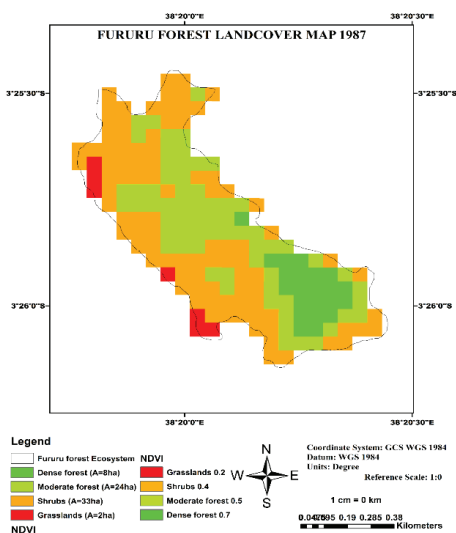 38°20'0"E 38°20'30"E
FURURU FOREST LANDCOVER MAP 1987
3°25'30"S 3°25'30"S
3°26'0"S 3°26'0"S
38°20'0"E 38°20'30"E
Legend
Fururu forest Ecosystem
Dense forest (A=8ha)
Moderate forest (A=24ha)
Shrubs (A=33ha)
Grasslands (A=2ha)
NDVI
NDVI
Grasslands 0.2
Shrubs 0.4
Moderate forest 0.5
Dense forest 0.7
N
W E
S
Coordinate System: GCS WGS 1984
Datum: WGS 1984
Units: Degree
Reference Scale: 1:0
1 cm = 0 km
0.19 0.285 0.38
Kilometers